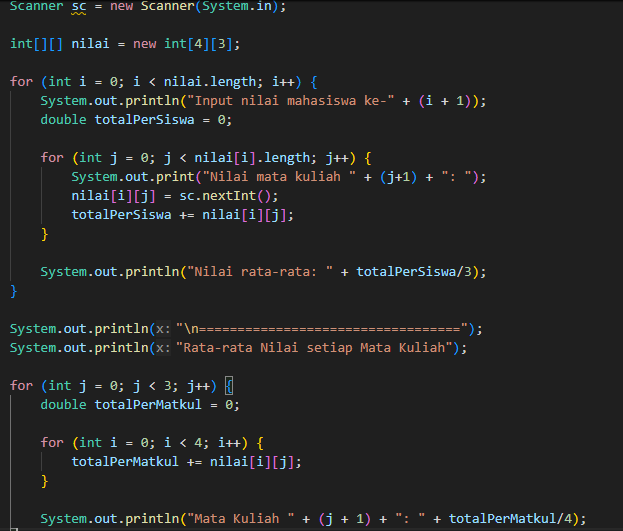 Scanner sc = new Scanner(System.in);
int[][] nilai = new int[4][3];
for (int i = 0; i < nilai.length; i++) {
System.out.println("Input nilai mahasiswa ke-" + (i + 1));
double totalPerSiswa = 0;
for (int j = 0; j < nilai[i].length; j++) {
System.out.print("Nilai mata kuliah " + (j+1) + ": ");
nilai[i][j] = sc.nextInt();
totalPerSiswa += nilai[i][j];
}
System.out.println("Nilai rata-rata: " + totalPerSiswa/3);
}
System.out.println(x: "\n==================================");
System.out.println(x: "Rata-rata Nilai setiap Mata Kuliah");
for (int j = 0; j < 3; j++) {
double totalPerMatkul = 0;
for (int i = 0; i < 4; i++) {
totalPerMatkul += nilai[i][j];
}
System.out.println("Mata Kuliah " + (j + 1) + ": " + totalPerMatkul/4);